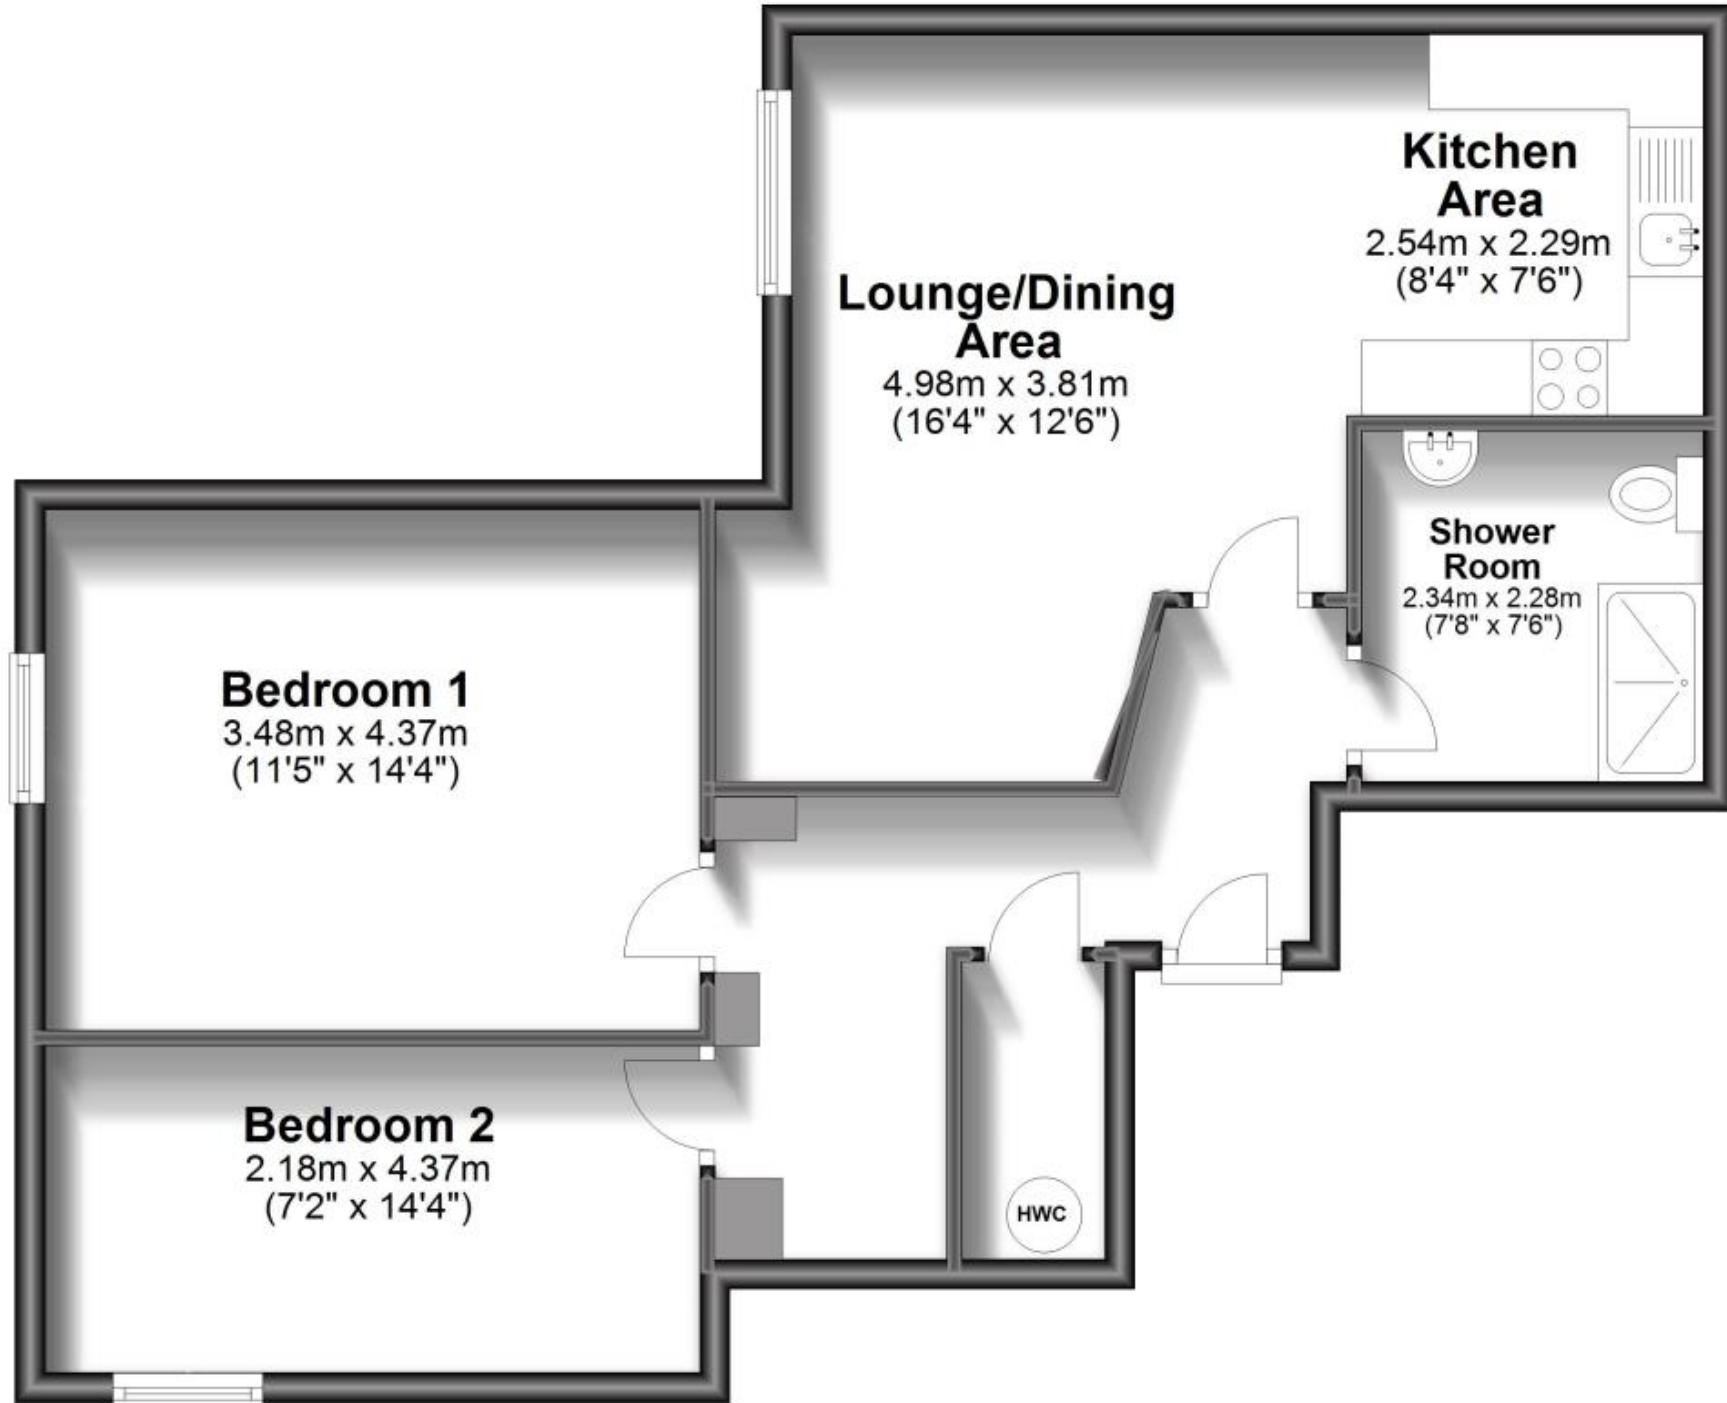 Kitchen
Area
2.54m x 2.29m
(8'4" x 7'6")
Lounge/Dining
Area
4.98m x 3.81m
(16'4" x 12'6")
Shower
Room
2.34m x 2.28m
(7'8" x 7'6")
Bedroom 1
3.48m x 4.37m
(11'5" x 14'4")
Bedroom 2
2.18m x 4.37m
(7'2" x 14'4")
HWC